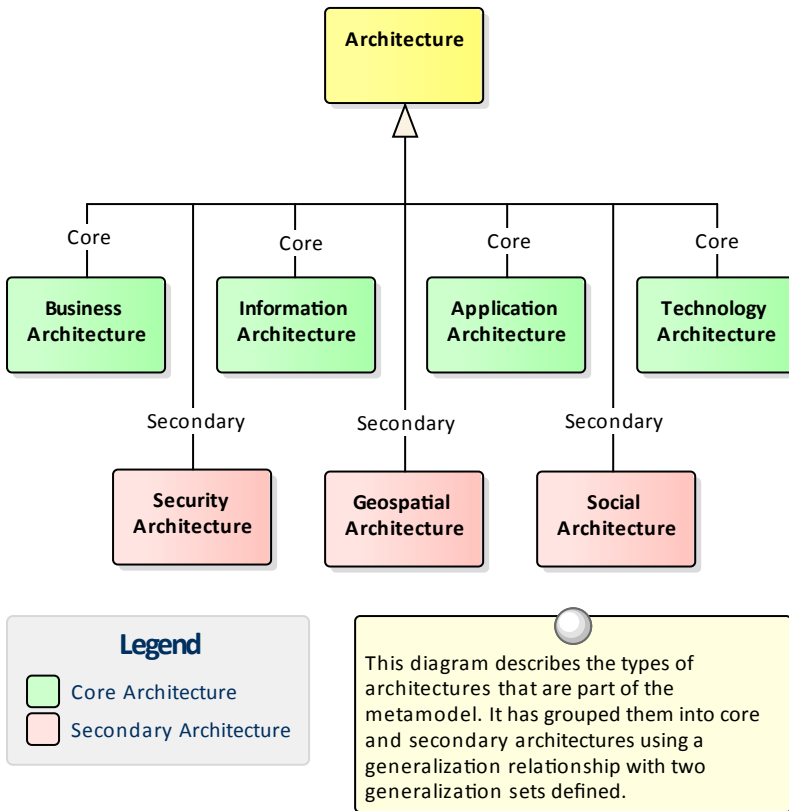 Architecture
Core
Core
Core
Core
Business
Architecture
Information
Architecture
Application
Architecture
Technology
Architecture
Secondary
Secondary
Secondary
Security
Architecture
Geospatial
Architecture
Social
Architecture
Legend
Core Architecture
Secondary Architecture
This diagram describes the types of
architectures that are part of the
metamodel. It has grouped them into core
and secondary architectures using a
generalization relationship with two
generalization sets defined.